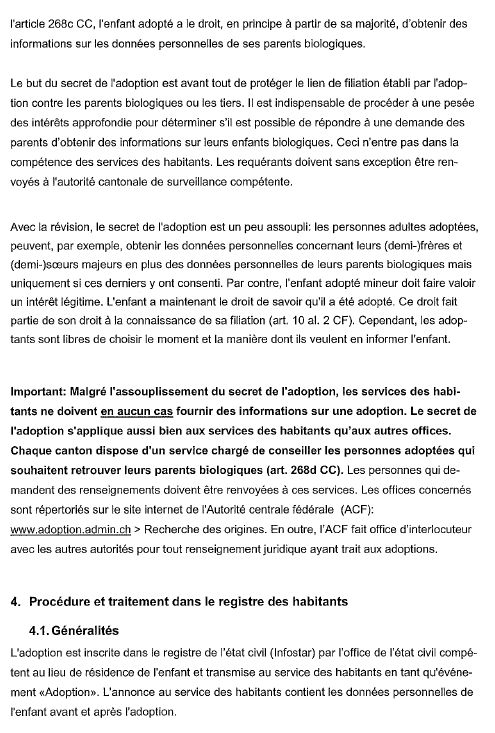 l'article 268c CC, l'enfant adopté a le droit, en principe à partir de sa majorité, d'obtenir des
informations sur les données personnelles de ses parents biologiques.
Le but du secret de l'adoption est avant tout de protéger le lien de filiation établi par l'adop-
tion contre les parents biologiques ou les tiers. Il est indispensable de procéder à une pesée
des intérêts approfondie pour déterminer s'il est possible de répondre à une demande des
parents d'obtenir des informations sur leurs enfants biologiques. Ceci n'entre pas dans la
compétence des services des habitants. Les requérants doivent sans exception être ren-
voyés à l'autorité cantonale de surveillance compétente.
Avec la révision, le secret de l'adoption est un peu assoupli: les personnes adultes adoptées,
peuvent, par exemple, obtenir les données personnelles concernant leurs (demi-)frères et
(demi-)sœurs majeurs en plus des données personnelles de leurs parents biologiques mais
uniquement si ces derniers y ont consenti. Par contre, l'enfant adopté mineur doit faire valoir
un intérêt légitime. L'enfant a maintenant le droit de savoir qu'il a été adopté. Ce droit fait
partie de son droit à la connaissance de sa filiation (art. 10 al. 2 CF). Cependant, les adop-
tants sont libres de choisir le moment et la manière dont ils veulent en informer l'enfant.
Important: Malgré l'assouplissement du secret de l'adoption, les services des habi-
tants ne doivent en aucun cas fournir des informations sur une adoption. Le secret de
l'adoption s'applique aussi bien aux services des habitants qu'aux autres offices.
Chaque canton dispose d'un service chargé de conseiller les personnes adoptées qui
souhaitent retrouver leurs parents biologiques (art. 268d CC). Les personnes qui de-
mandent des renseignements doivent être renvoyées à ces services. Les offices concernés
sont répertoriés sur le site internet de l'Autorité centrale fédérale (ACF):
www.adoption.admin.ch > Recherche des origines. En outre, l'ACF fait office d'interlocuteur
avec les autres autorités pour tout renseignement juridique ayant trait aux adoptions.
4. Procédure et traitement dans le registre des habitants
4.1. Généralités
L'adoption est inscrite dans le registre de l'état civil (Infostar) par l'office de l'état civil compé-
tent au lieu de résidence de l'enfant et transmise au service des habitants en tant qu'événe-
ment «Adoption». L'annonce au service des habitants contient les données personnelles de
l'enfant avant et après l'adoption.